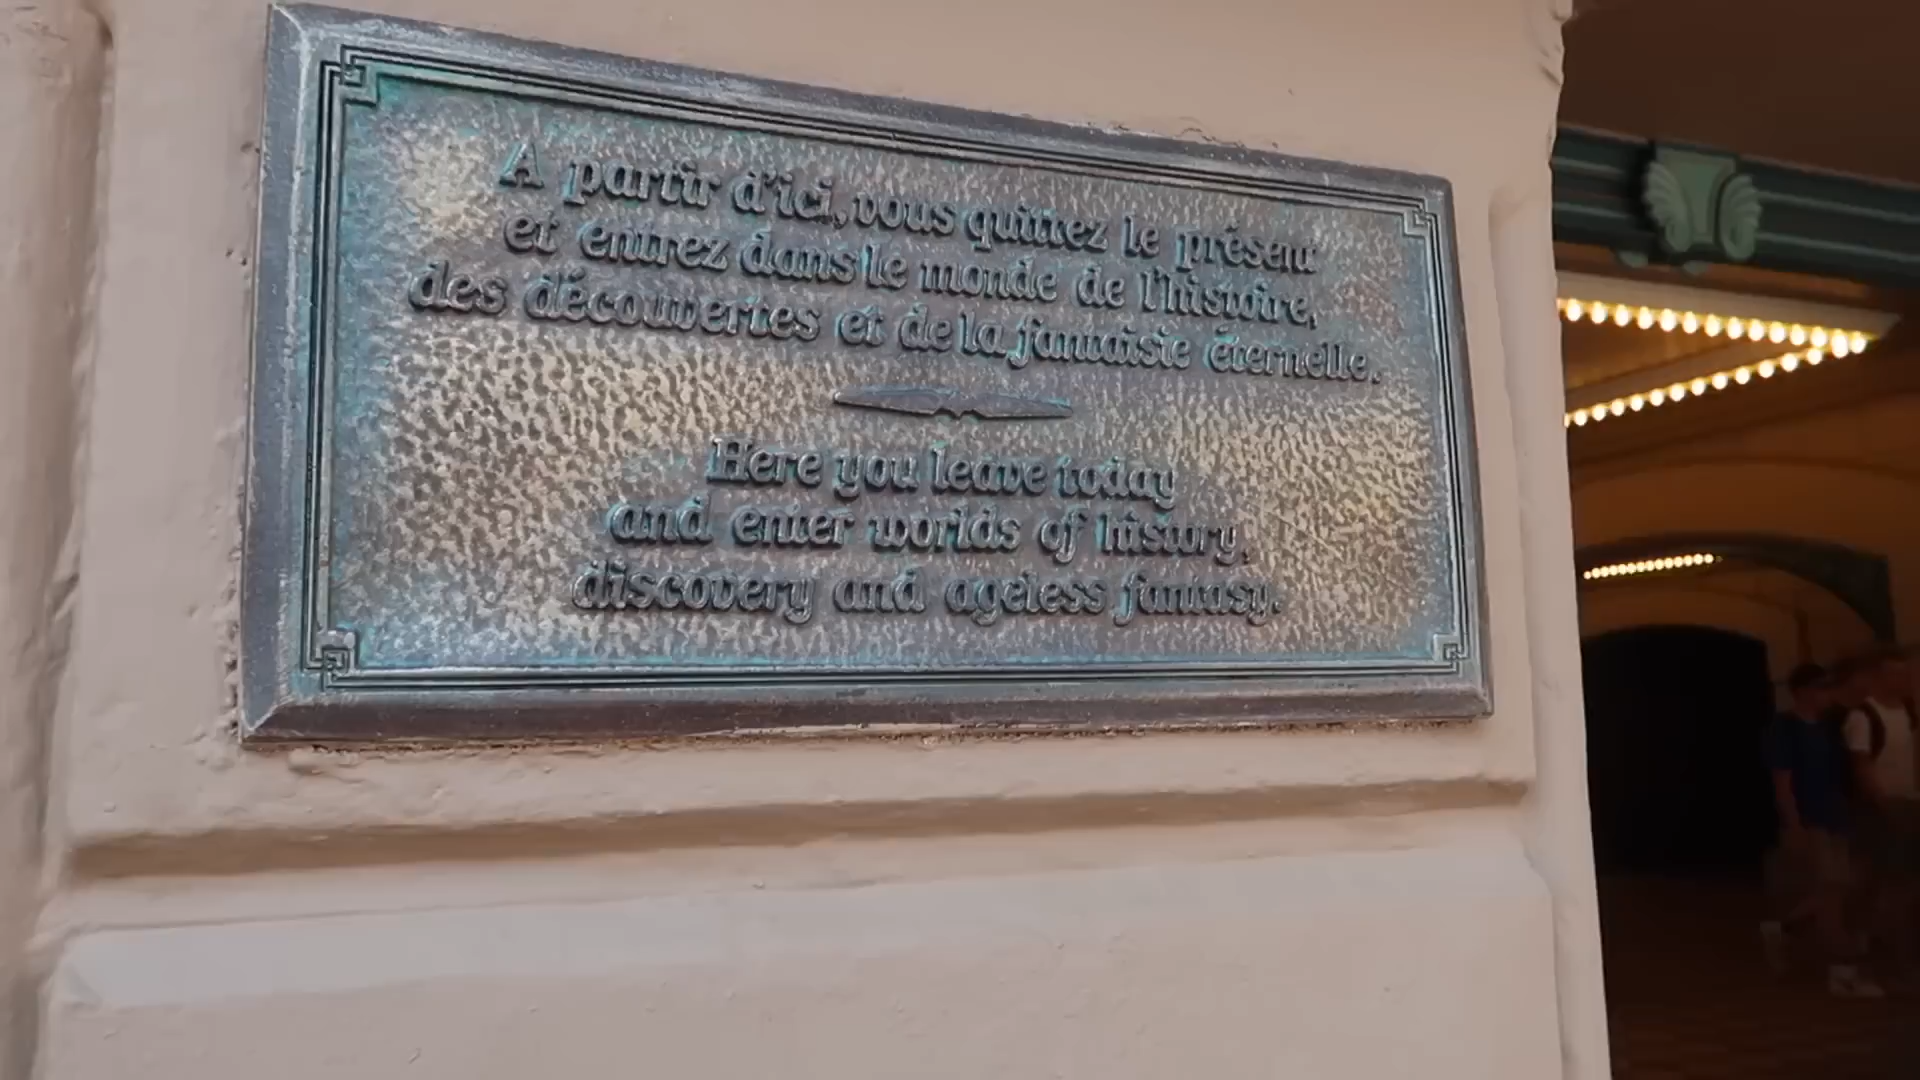 A partir d'ici, vous quittez le présent
et entrez dans le monde de l'histoire,
des découvertes et de la fantaisie éternelle.
Here you leave today
and enter worlds of history,
discovery and ageless fantasy.